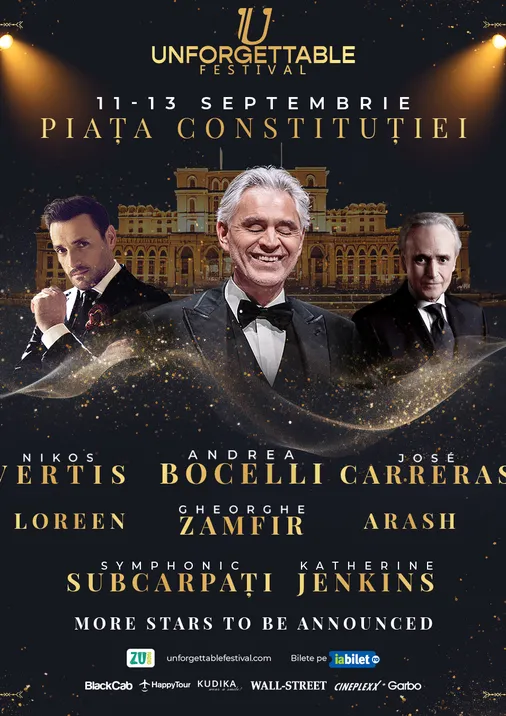 UNFORGETTABLE
FESTIVAL
11-13 SEPTEMBRIE
PIAȚA CONSTITUȚIEI
NIKOS
VERTIS
ANDREA
BOCELLI
JOSÉ
CARRERAS
LOREEN
GHEORGHE
ZAMFIR
ARASH
SYMPHONIC
SUBCARPAȚI
KATHERINE
JENKINS
MORE STARS TO BE ANNOUNCED
ZU
unforgettablefestival.com
Bilete pe iabilet
BlackCab
HappyTour
KUDIKA
WALL-STREET
CINEPLEXX
Garbo